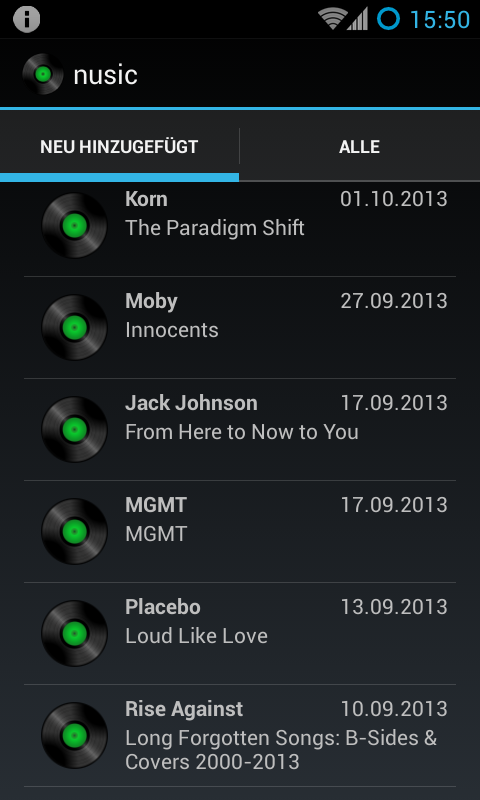 15:50
nusic
NEU HINZUGEFÜGT ALLE
Korn 01.10.2013
The Paradigm Shift
Moby 27.09.2013
Innocents
Jack Johnson 17.09.2013
From Here to Now to You
MGMT 17.09.2013
MGMT
Placebo 13.09.2013
Loud Like Love
Rise Against 10.09.2013
Long Forgotten Songs: B-Sides &
Covers 2000-2013